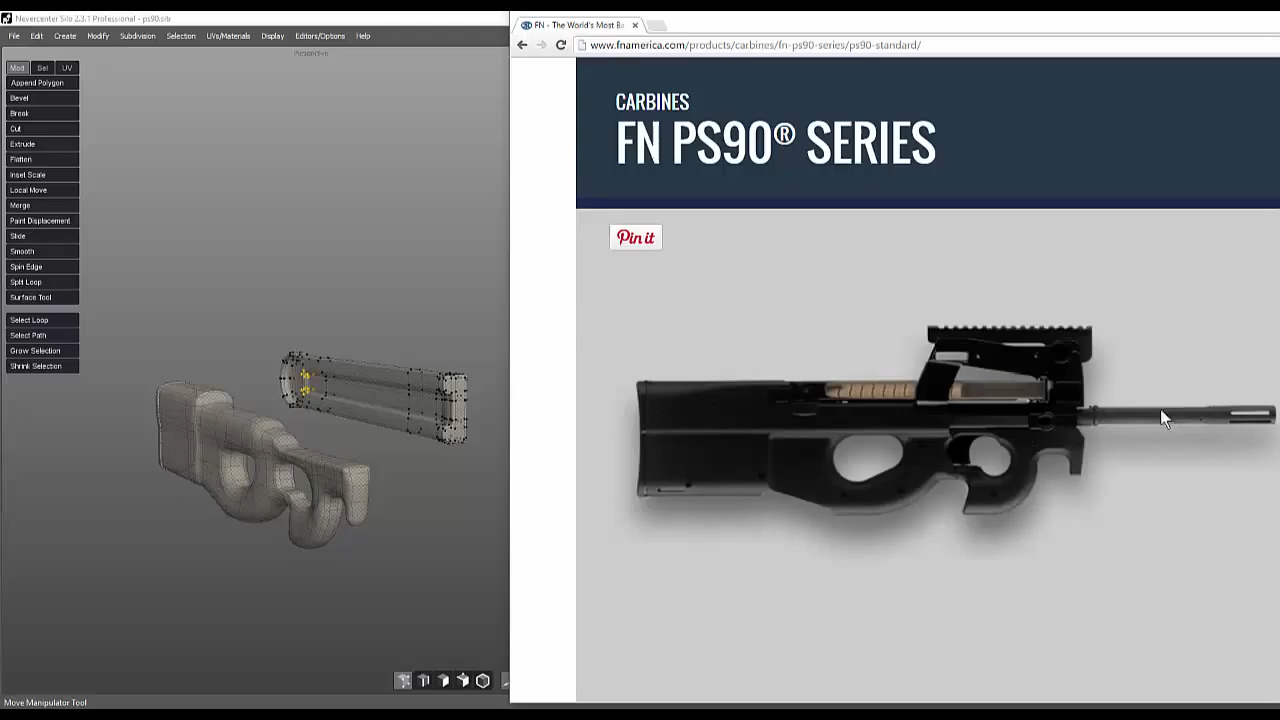 Nevercenter Silo 2.3.1 Professional - ps90.sib
File Edit Create Modify Subdivision Selection UVs/Materials Display Editors/Options Help
Perspective
Mod Sel UV
Append Polygon
Bevel
Break
Cut
Extrude
Flatten
Inset Scale
Local Move
Merge
Paint Displacement
Slide
Smooth
Spin Edge
Split Loop
Surface Tool
Select Loop
Select Path
Grow Selection
Shrink Selection
Move Manipulator Tool
FN - The World's Most Ba
www.fnamerica.com/products/carbines/fn-ps90-series/ps90-standard/
CARBINES
FN PS90® SERIES
Pin it